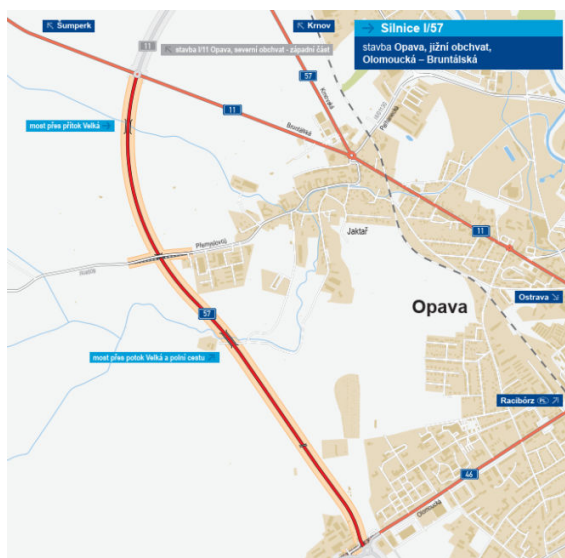 Šumperk
Krnov
Silnice I/57
stavba Opava, jižní obchvat,
Olomoucká – Bruntálská
11
stavba I/11 Opava, severní obchvat - západní část
57
Krnovská
11
Bruntálská
most přes přítok Velká
Jaktař
11
Přemyslovců
Ostrava
57
Opava
most přes potok Velká a polní cestu
Racibórz PL
46
Olomoucká